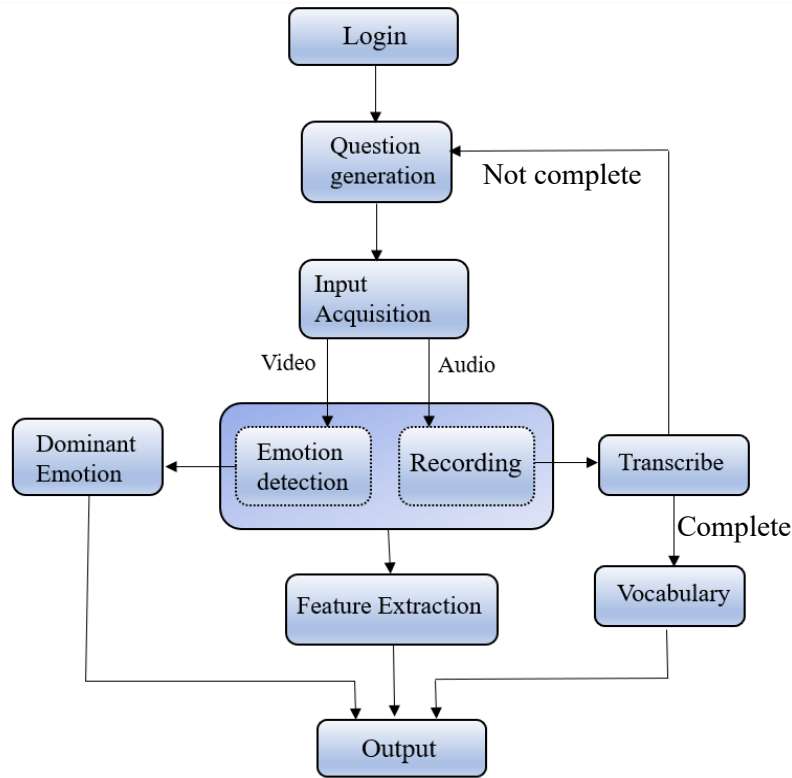 Login
Question
generation
Not complete
Input
Acquisition
Video
Audio
Dominant
Emotion
Emotion
detection
Recording
Transcribe
Complete
Feature Extraction
Vocabulary
Output